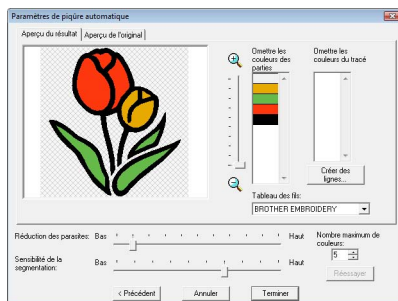 Paramètres de piqûre automatique
Aperçu du résultat
Aperçu de l'original
Omettre les couleurs des parties
Omettre les couleurs du tracé
Créer des lignes...
Tableau des fils:
BROTHER EMBROIDERY
Réduction des parasites:
Bas
Haut
Nombre maximum de couleurs:
5
Sensibilité de la segmentation:
Bas
Haut
Réessayer
< Précédent
Annuler
Terminer